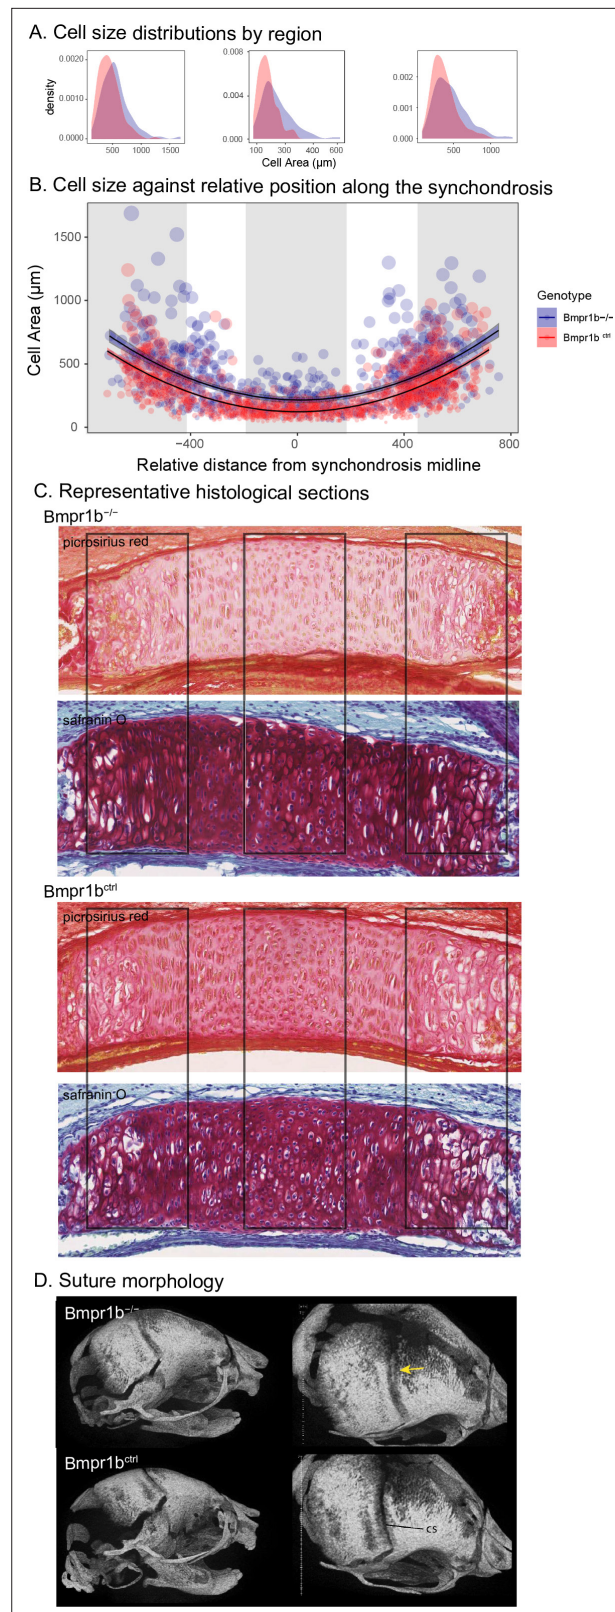 A. Cell size distributions by region
density
0.0020
0.0010
0.0000
500 1000 1500
0.008
0.004
0.000
100 300 400 600
0.002
0.001
0.000
500 1000
Cell Area (μm)
B. Cell size against relative position along the synchondrosis
Cell Area (μm)
1500
1000
500
0
−400 0 400 800
Relative distance from synchondrosis midline
Genotype
Bmpr1b−/−
Bmpr1b ctrl
C. Representative histological sections
Bmpr1b−/−
picrosirius red
safranin O
Bmpr1bctrl
picrosirius red
safranin O
D. Suture morphology
Bmpr1b−/−
Bmpr1bctrl
cs